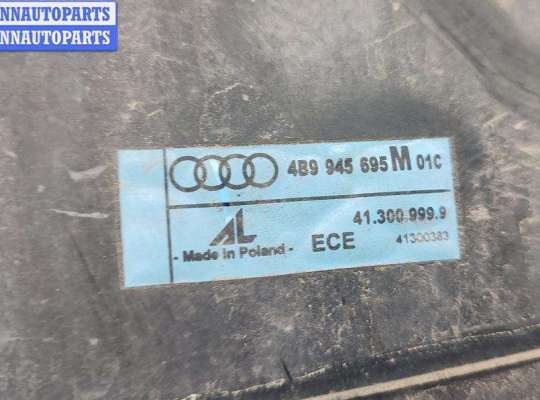 NNAUTOPARTS
NNAUTOPARTS
4B9 945 695 M 01C
41.300.999.9
AL
- Made in Poland -
ECE
41300383